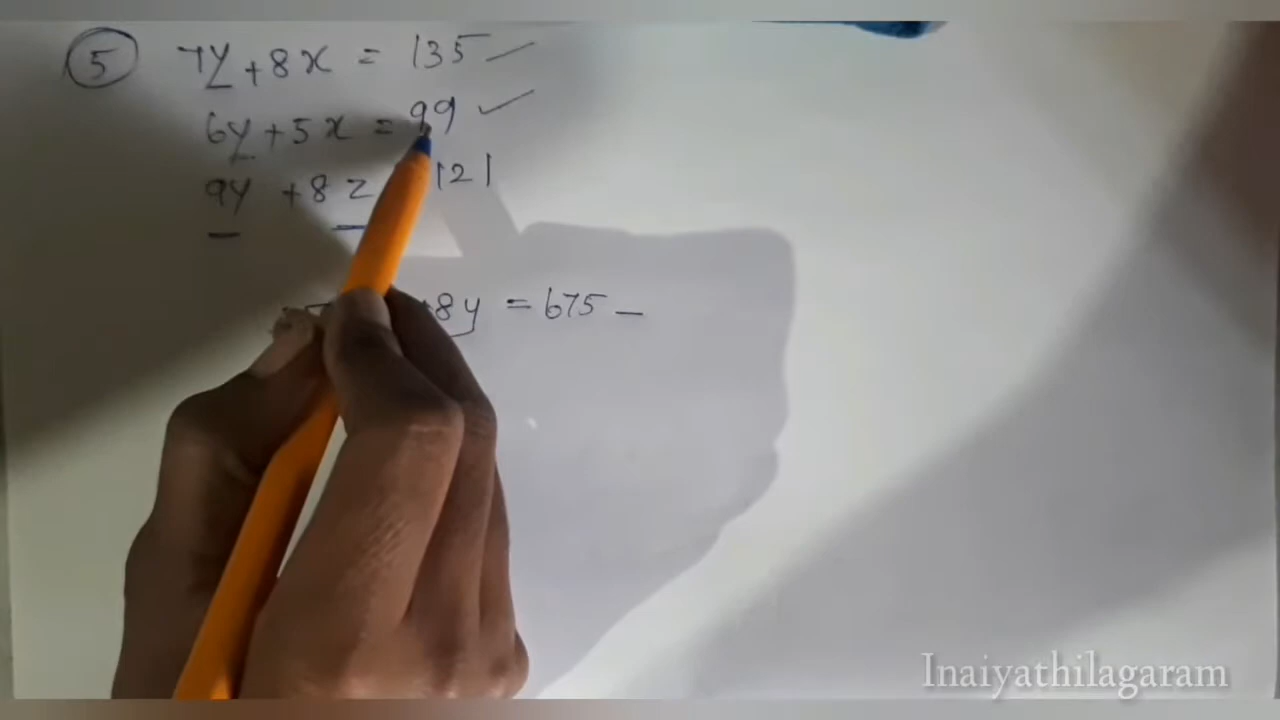 5 7y + 8x = 135
6y + 5x = 99
9y + 8z 121
8y = 675 –
Inaiyathilagaram